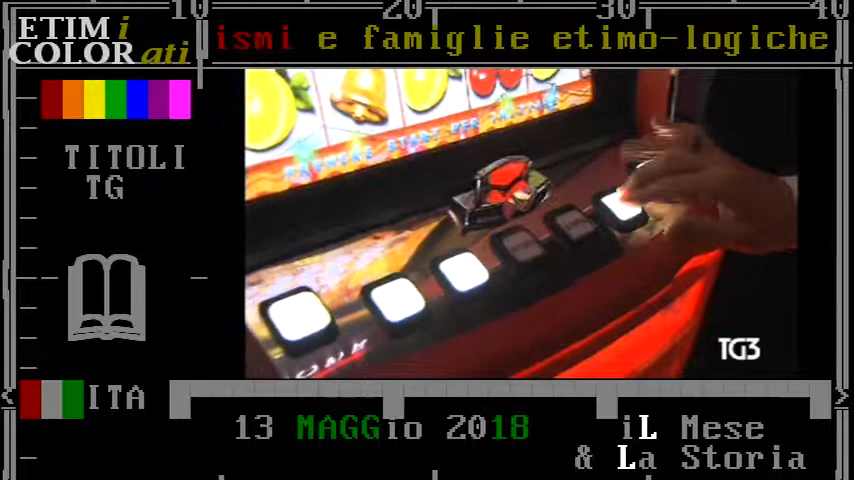 10 20 30 40
ETIMi
COLORati
ismi e famiglie etimo-logiche
TITOLI
TG
TG3
< ITA >
13 MAGGio 2018
iL Mese
& La Storia